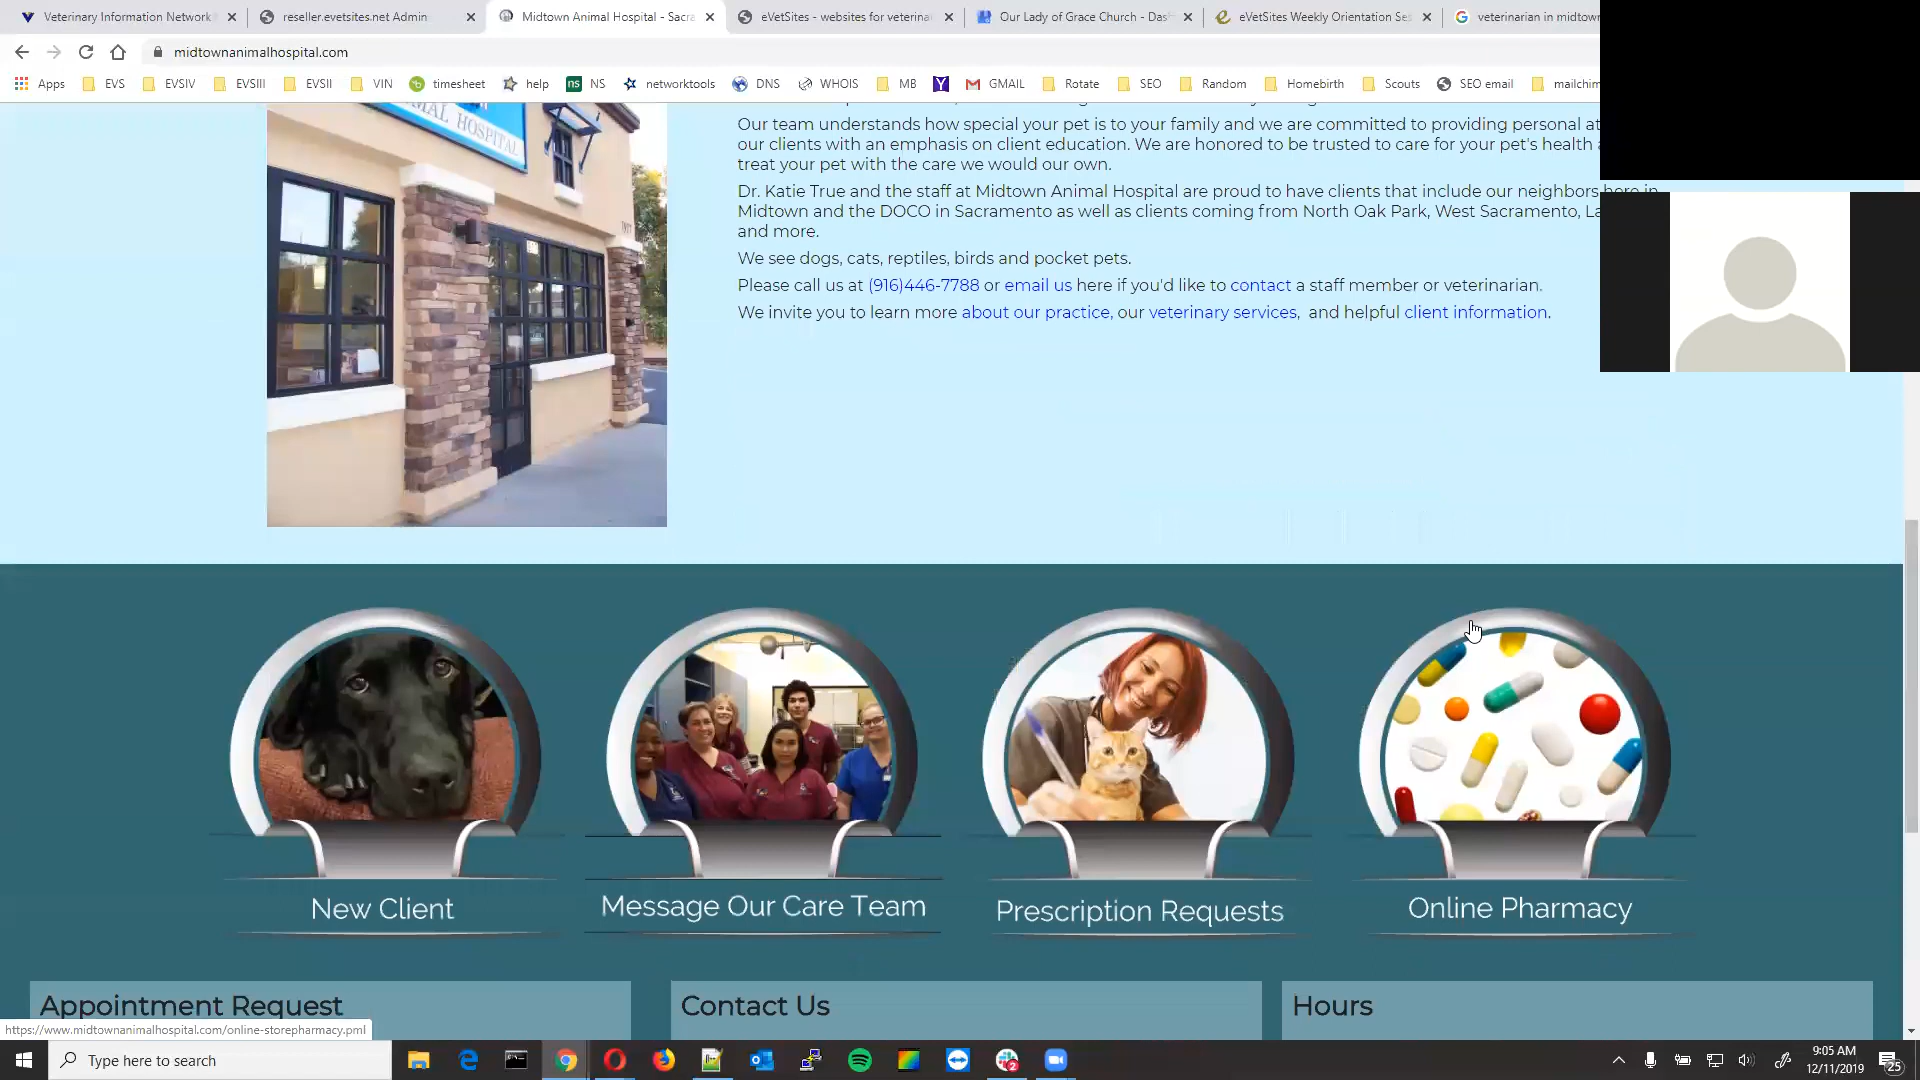 Veterinary Information Network
reseller.evetsites.net Admin
Midtown Animal Hospital - Sacra
eVetSites - websites for veterinar
Our Lady of Grace Church - Dash
eVetSites Weekly Orientation Ses
veterinarian in midtown
midtownanimalhospital.com
Apps EVS EVSIV EVSIII EVSII VIN timesheet help NS networktools DNS WHOIS MB GMAIL Rotate SEO Random Homebirth Scouts SEO email mailchim
Our team understands how special your pet is to your family and we are committed to providing personal at
our clients with an emphasis on client education. We are honored to be trusted to care for your pet's health a
treat your pet with the care we would our own.
Dr. Katie True and the staff at Midtown Animal Hospital are proud to have clients that include our neighbors here in
Midtown and the DOCO in Sacramento as well as clients coming from North Oak Park, West Sacramento, La
and more.
We see dogs, cats, reptiles, birds and pocket pets.
Please call us at (916)446-7788 or email us here if you'd like to contact a staff member or veterinarian.
We invite you to learn more about our practice, our veterinary services, and helpful client information.
MAL HOSPITAL
New Client
Message Our Care Team
Prescription Requests
Online Pharmacy
Appointment Request
Contact Us
Hours
https://www.midtownanimalhospital.com/online-storepharmacy.pml
Type here to search
9:05 AM
12/11/2019
25
2